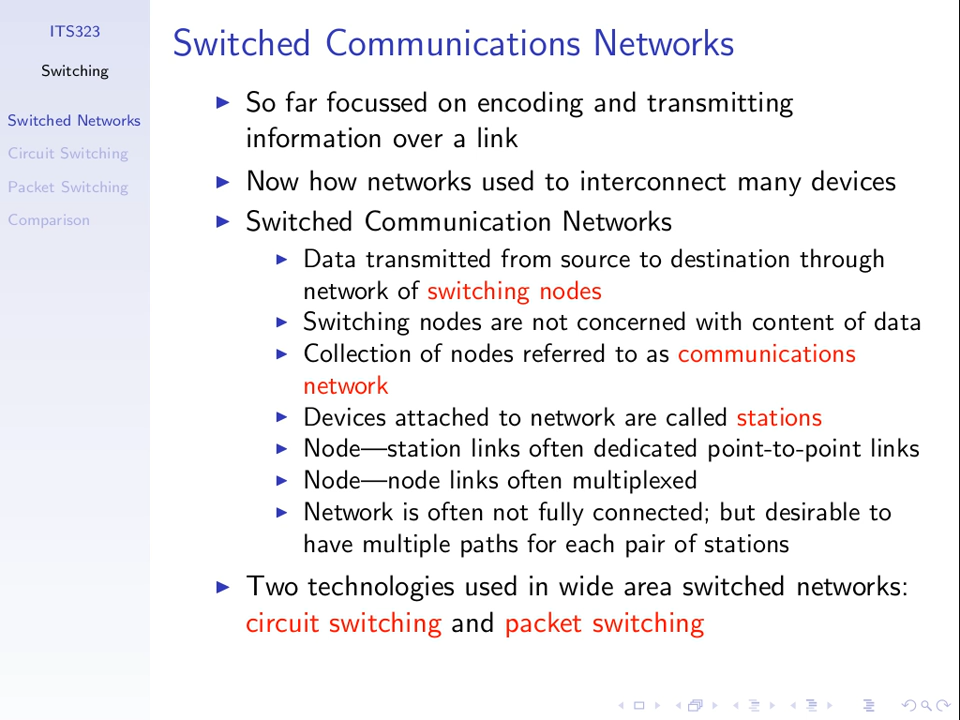 ITS323
Switching
Switched Networks
Circuit Switching
Packet Switching
Comparison
Switched Communications Networks
So far focussed on encoding and transmitting
information over a link
Now how networks used to interconnect many devices
Switched Communication Networks
Data transmitted from source to destination through
network of switching nodes
Switching nodes are not concerned with content of data
Collection of nodes referred to as communications
network
Devices attached to network are called stations
Node—station links often dedicated point-to-point links
Node—node links often multiplexed
Network is often not fully connected; but desirable to
have multiple paths for each pair of stations
Two technologies used in wide area switched networks:
circuit switching and packet switching